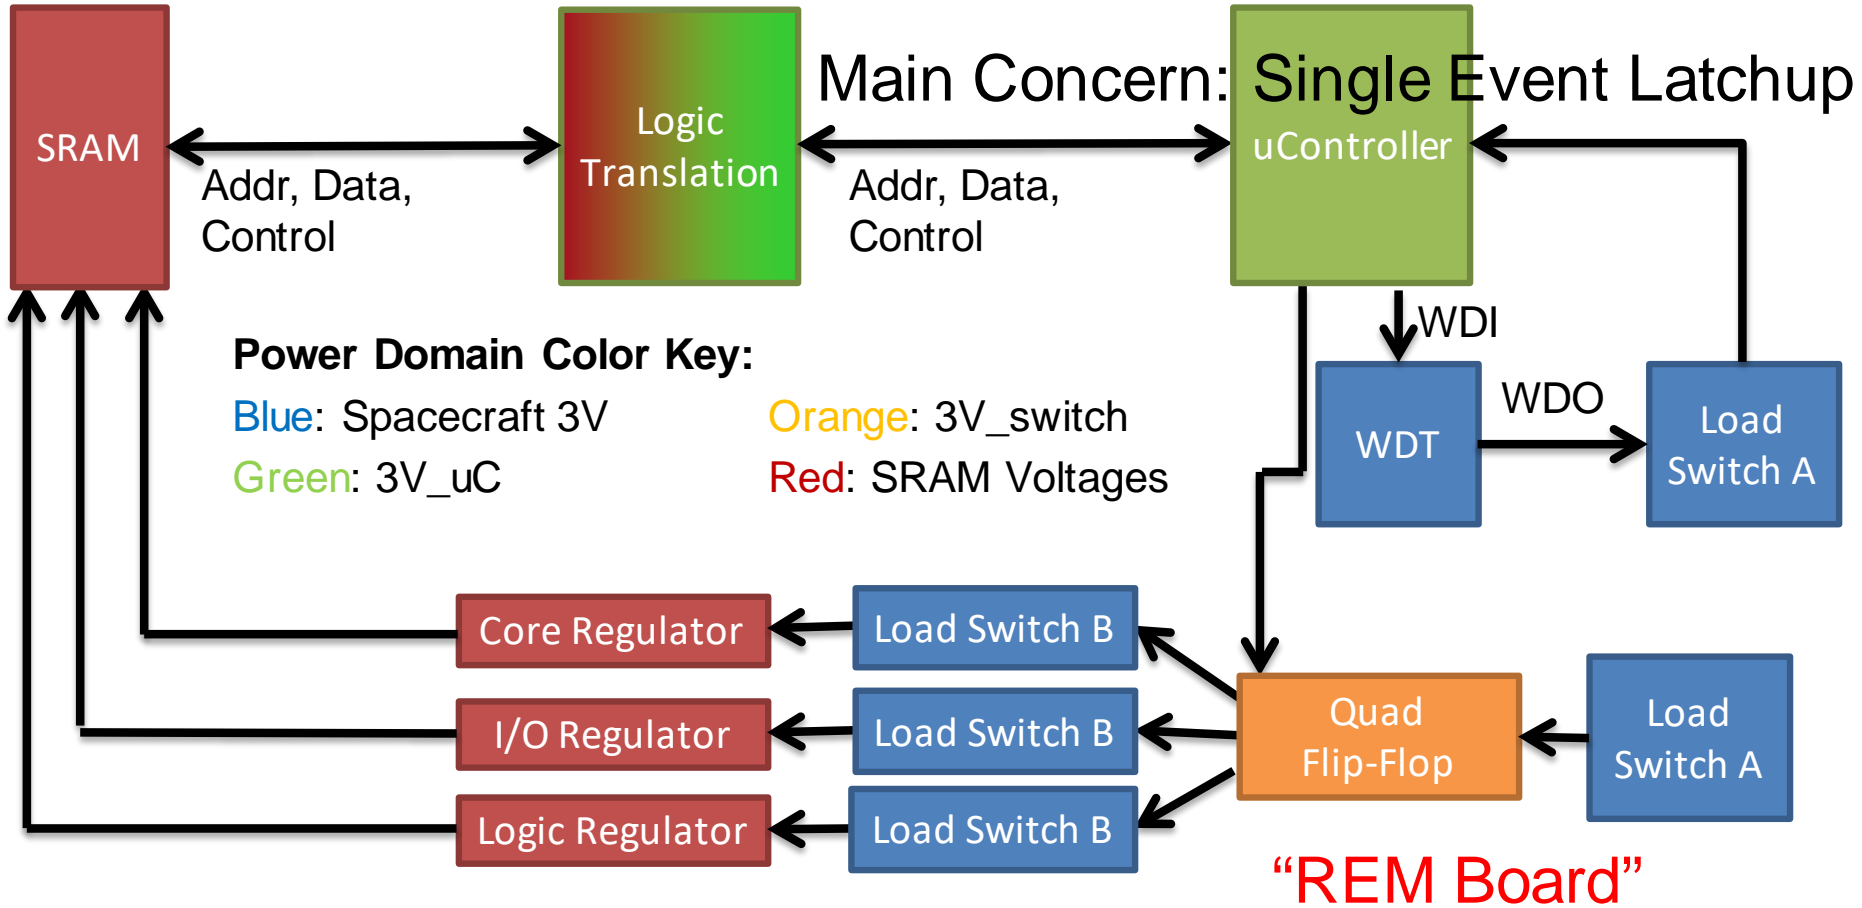 Main Concern: Single Event Latchup
SRAM
Logic
Translation
uController
Addr, Data,
Control
Addr, Data,
Control
WDI
Power Domain Color Key:
Blue: Spacecraft 3V
Orange: 3V_switch
Green: 3V_uC
Red: SRAM Voltages
WDT
WDO
Load
Switch A
Core Regulator
Load Switch B
I/O Regulator
Load Switch B
Logic Regulator
Load Switch B
Quad
Flip-Flop
Load
Switch A
“REM Board”